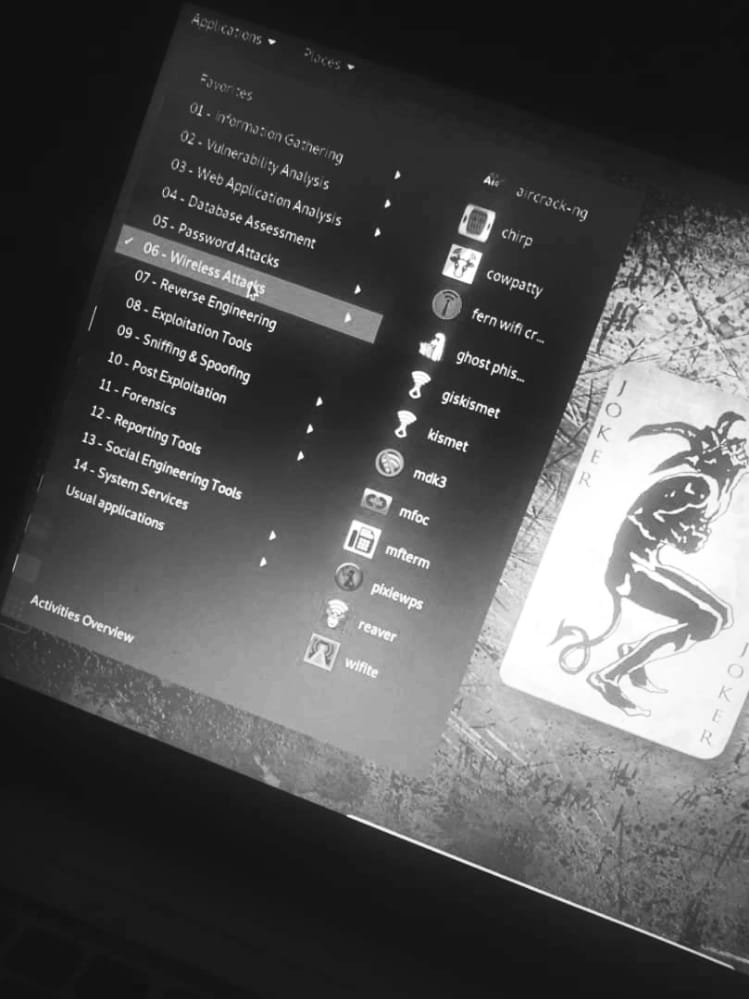 Applications Places
Favorites
01 - Information Gathering
02 - Vulnerability Analysis
03 - Web Application Analysis
04 - Database Assessment
05 - Password Attacks
06 - Wireless Attacks
07 - Reverse Engineering
08 - Exploitation Tools
09 - Sniffing & Spoofing
10 - Post Exploitation
11 - Forensics
12 - Reporting Tools
13 - Social Engineering Tools
14 - System Services
Usual applications
Activities Overview
aircrack-ng
chirp
cowpatty
fern wifi cr...
ghost phis...
giskismet
kismet
mdk3
mfoc
mfterm
pixiewps
reaver
wifite
JOKER
JOKER